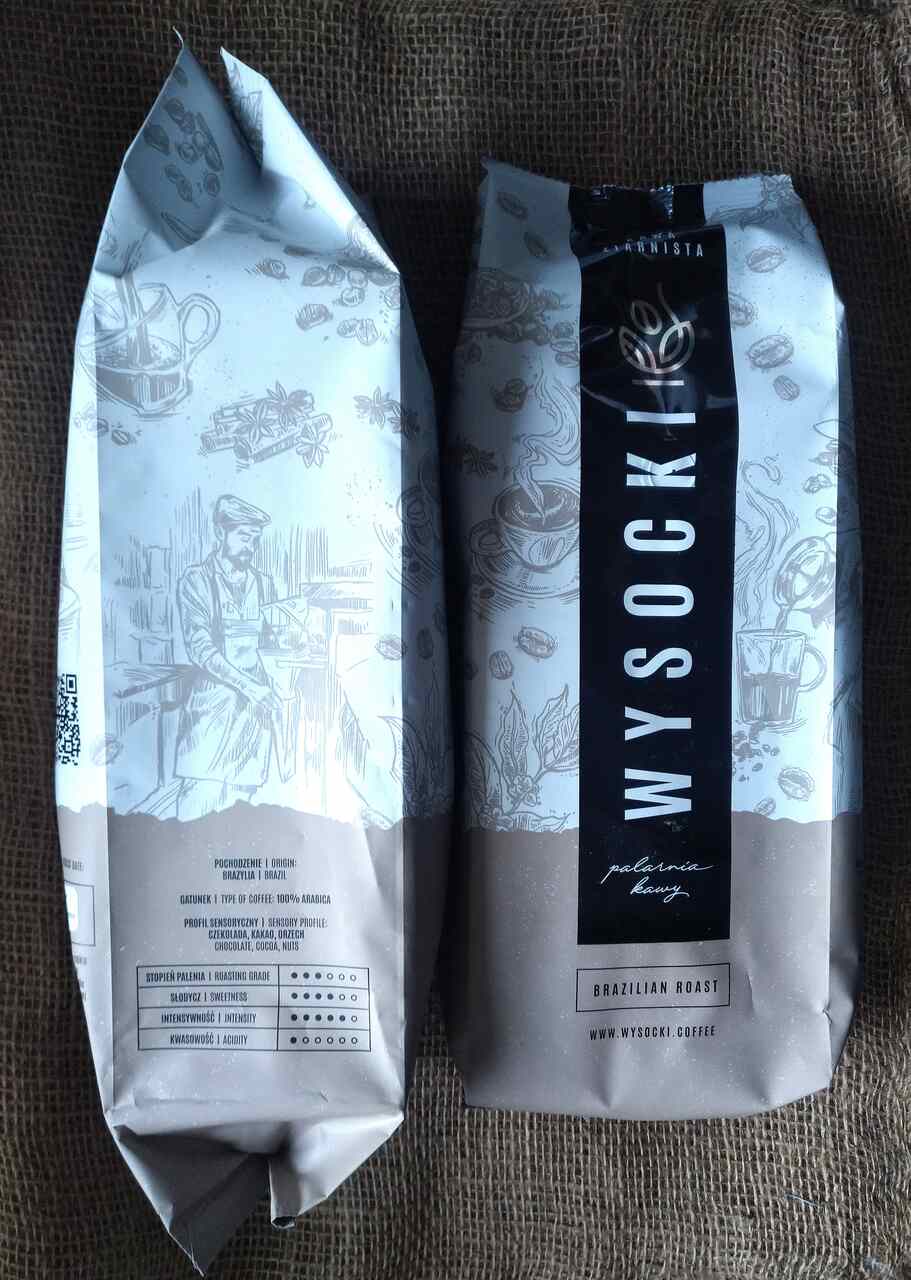 POCHODZENIE | ORIGIN:
BRAZYLIA | BRAZIL
GATUNEK | TYPE OF COFFEE: 100% ARABICA
PROFIL SENSORYCZNY | SENSORY PROFILE:
CZEKOLADA, KAKAO, ORZECH
CHOCOLATE, COCOA, NUTS
STOPIEŃ PALENIA | ROASTING GRADE
SŁODYCZ | SWEETNESS
INTENSYWNOŚĆ | INTENSITY
KWASOWOŚĆ | ACIDITY
KAWA
ZIARNISTA
WYSOCKI
palarnia
kawy
BRAZILIAN ROAST
WWW.WYSOCKI.COFFEE